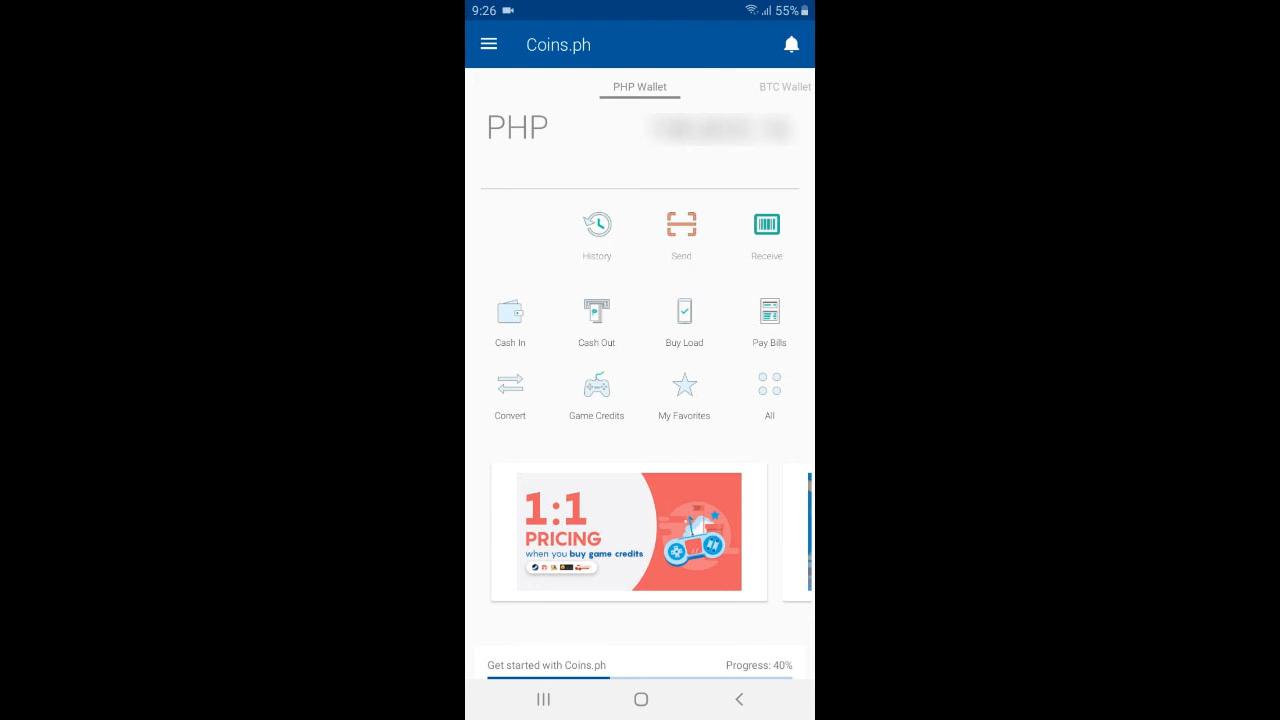 9:26 55%
Coins.ph
PHP Wallet BTC Wallet
PHP
History Send Receive
Cash In Cash Out Buy Load Pay Bills
Convert Game Credits My Favorites All
1:1
PRICING
when you buy game credits
Get started with Coins.ph Progress: 40%